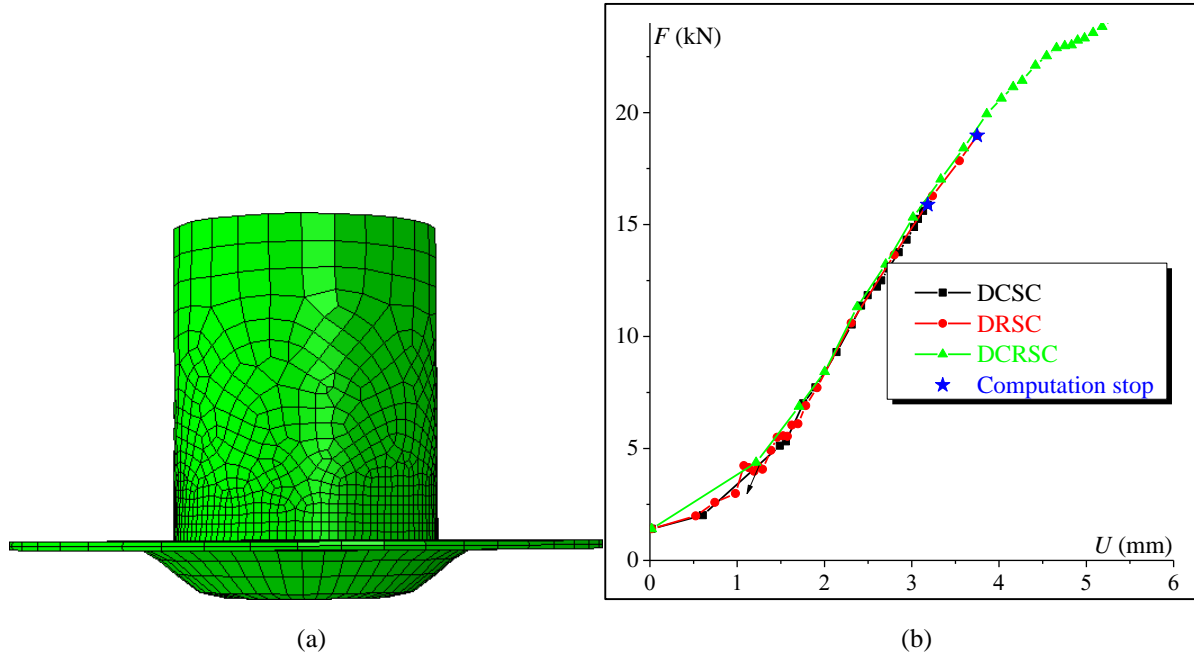 F (kN)
20
15
10
5
0
DCSC
DRSC
DCRSC
Computation stop
U (mm)
0 1 2 3 4 5 6
(a) (b)